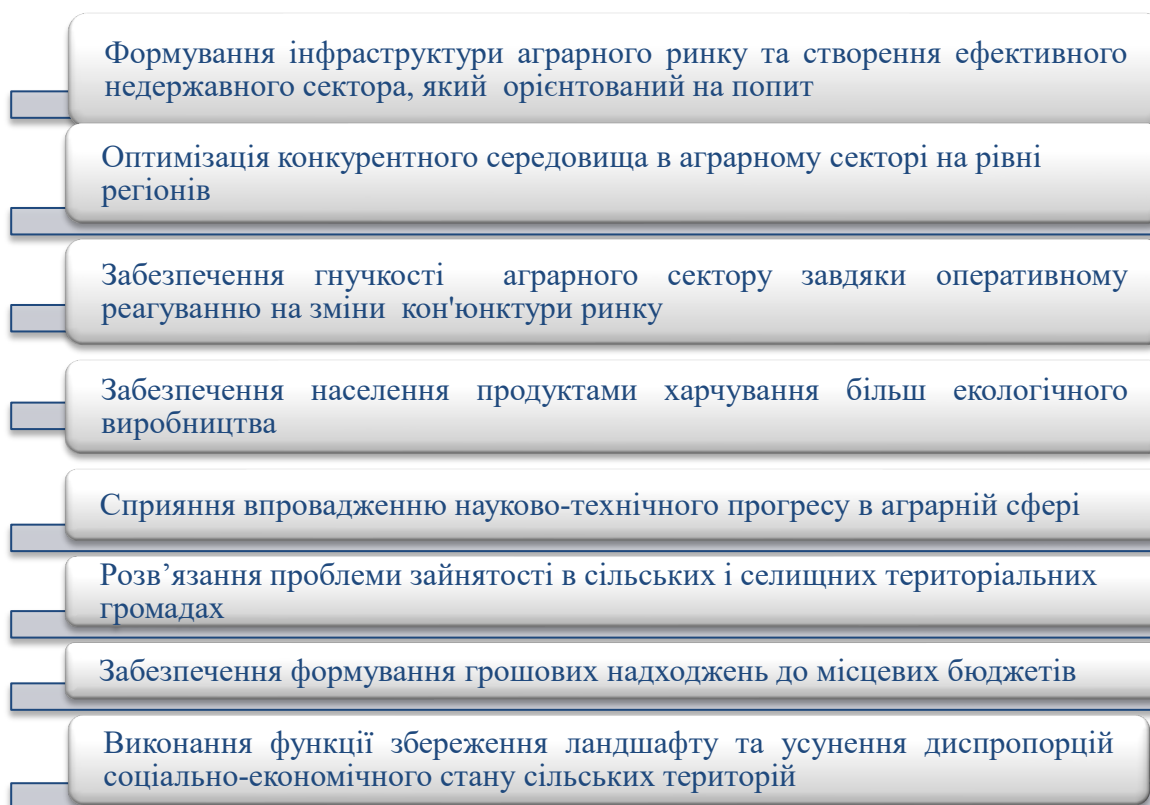 Формування інфраструктури аграрного ринку та створення ефективного
недержавного сектора, який орієнтований на попит
Оптимізація конкурентного середовища в аграрному секторі на рівні
регіонів
Забезпечення гнучкості аграрного сектору завдяки оперативному
реагуванню на зміни кон'юнктури ринку
Забезпечення населення продуктами харчування більш екологічного
виробництва
Сприяння впровадженню науково-технічного прогресу в аграрній сфері
Розв’язання проблеми зайнятості в сільських і селищних територіальних
громадах
Забезпечення формування грошових надходжень до місцевих бюджетів
Виконання функції збереження ландшафту та усунення диспропорцій
соціально-економічного стану сільських територій